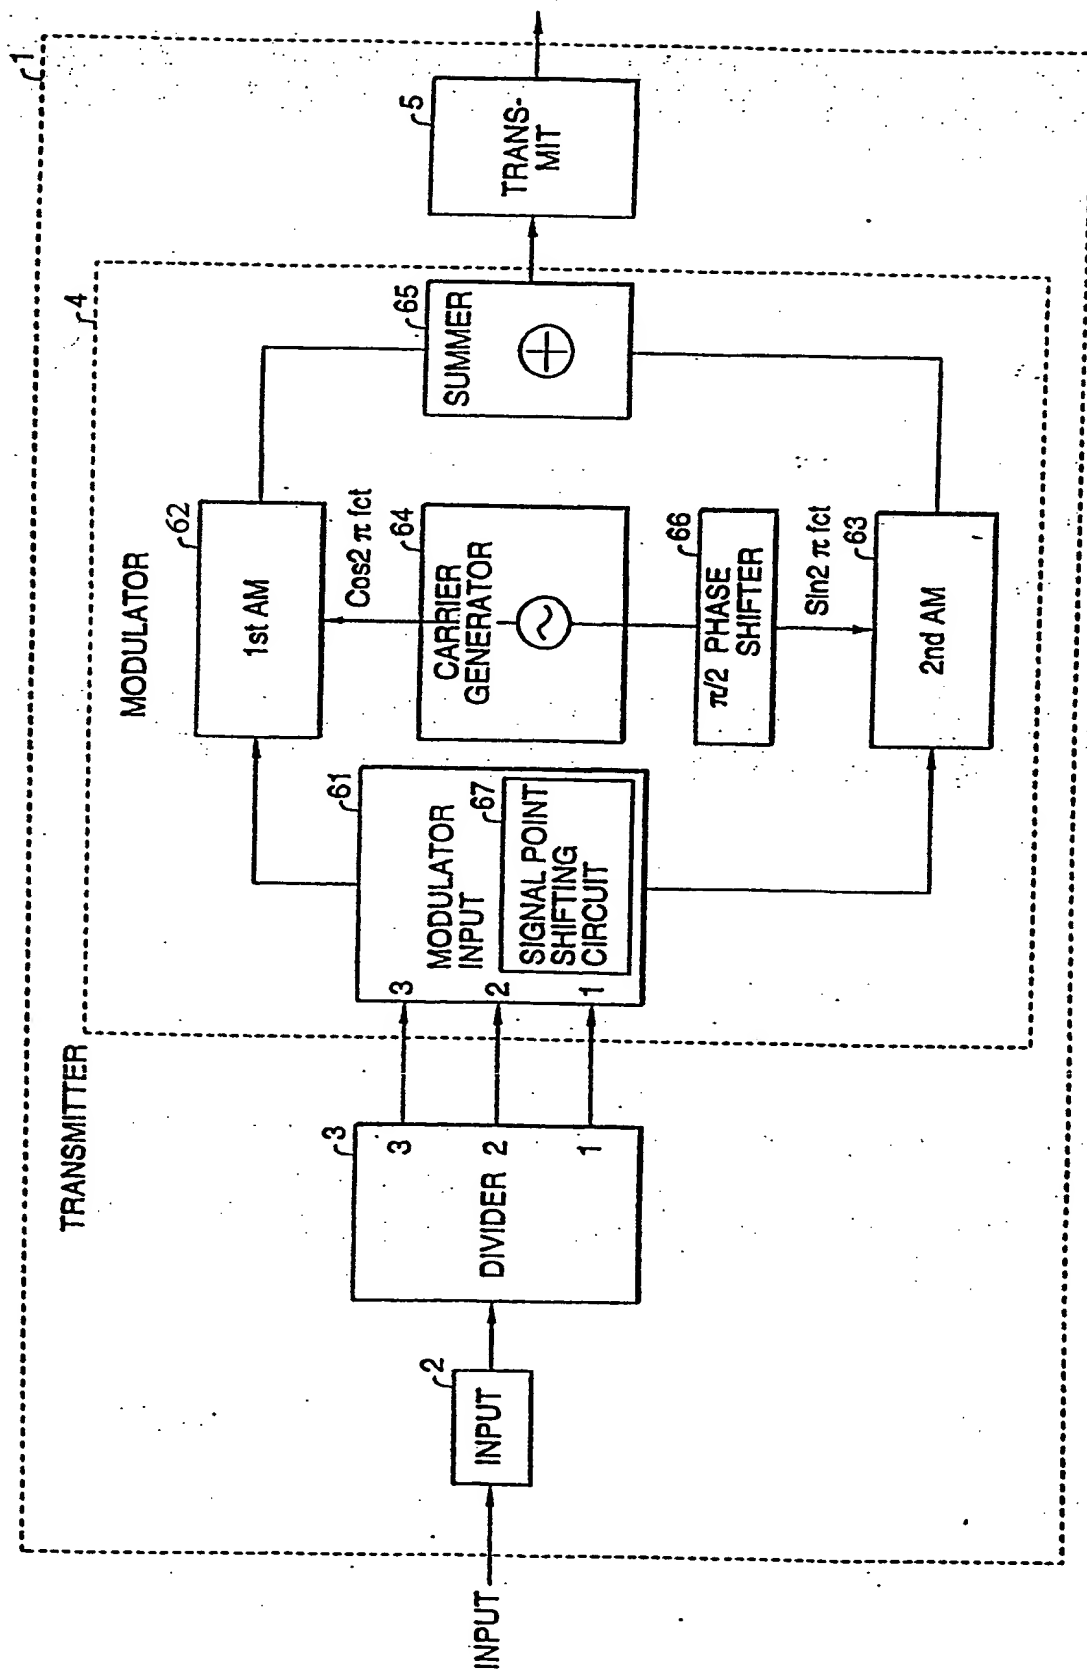 1
TRANSMITTER
4
MODULATOR
INPUT
2
INPUT
3
DIVIDER
3
2
1
61
3
2
1
MODULATOR
INPUT
67
SIGNAL POINT
SHIFTING
CIRCUIT
62
1st AM
Cos2 π fct
64
CARRIER
GENERATOR
66
π/2 PHASE
SHIFTER
Sin2 π fct
63
2nd AM
65
SUMMER
5
TRANS-
MIT